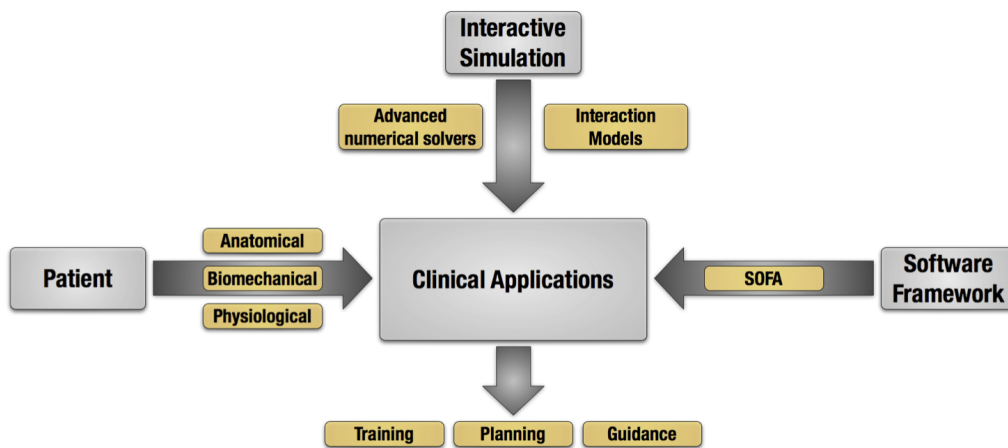 Interactive
Simulation
Advanced
numerical solvers
Interaction
Models
Anatomical
Patient
Biomechanical
Physiological
Clinical Applications
SOFA
Software
Framework
Training
Planning
Guidance